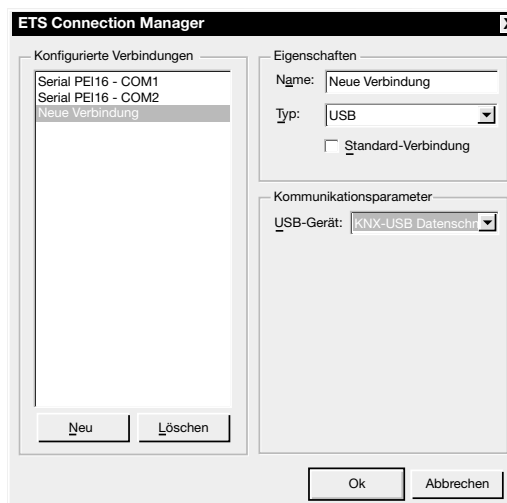 ETS Connection Manager
Konfigurierte Verbindungen
Serial PEI16 - COM1
Serial PEI16 - COM2
Neue Verbindung
Neu
Löschen
Eigenschaften
Name:
Neue Verbindung
Typ:
USB
Standard-Verbindung
Kommunikationsparameter
USB-Gerät:
KNX-USB Datenschr
Ok
Abbrechen